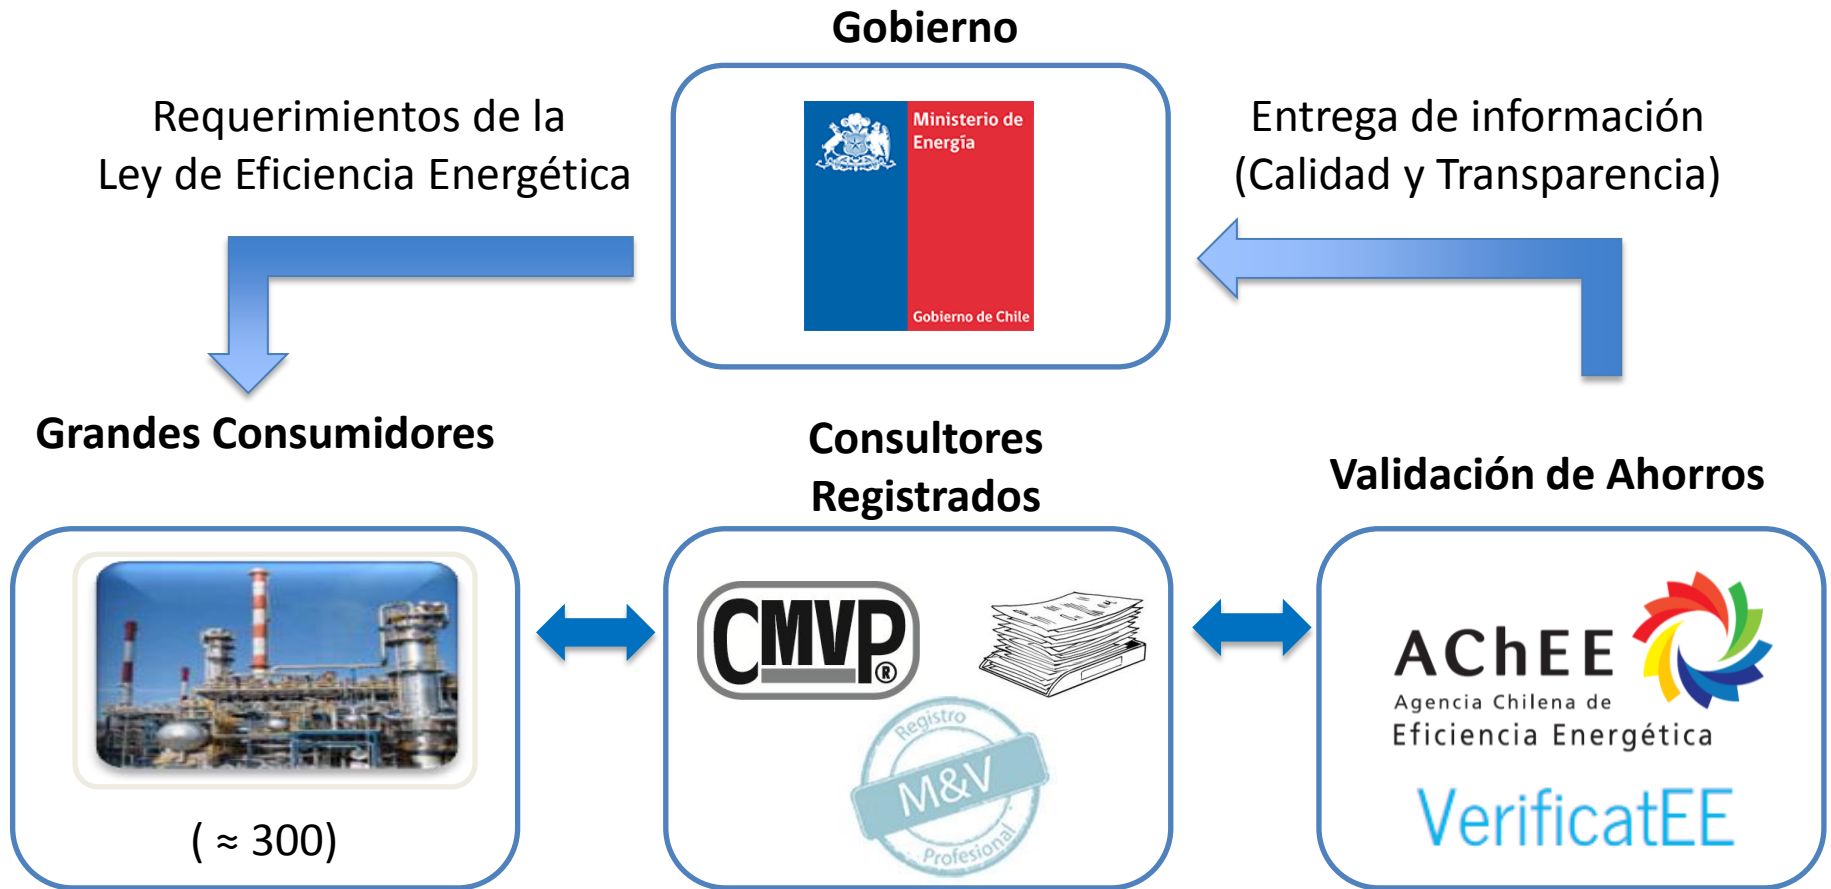 Gobierno
Requerimientos de la
Ley de Eficiencia Energética
Ministerio de
Energía
Gobierno de Chile
Entrega de información
(Calidad y Transparencia)
Grandes Consumidores
( ≈ 300)
Consultores
Registrados
CMVP®
Registro
M&V
Profesional
Validación de Ahorros
AChEE
Agencia Chilena de
Eficiencia Energética
VerificatEE